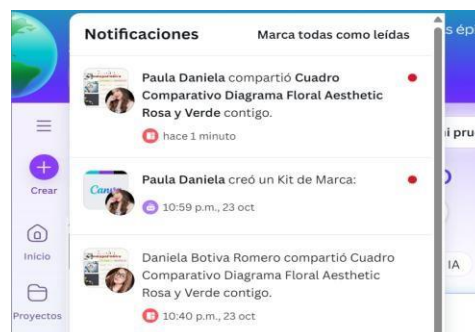 Notificaciones Marca todas como leídas
s ép
Paula Daniela compartió Cuadro
Comparativo Diagrama Floral Aesthetic
Rosa y Verde contigo.
hace 1 minuto
i pru
Crear
Canva
Paula Daniela creó un Kit de Marca:
10:59 p.m., 23 oct
Inicio
Daniela Botiva Romero compartió Cuadro
Comparativo Diagrama Floral Aesthetic
Rosa y Verde contigo.
IA
10:40 p.m., 23 oct
Proyectos